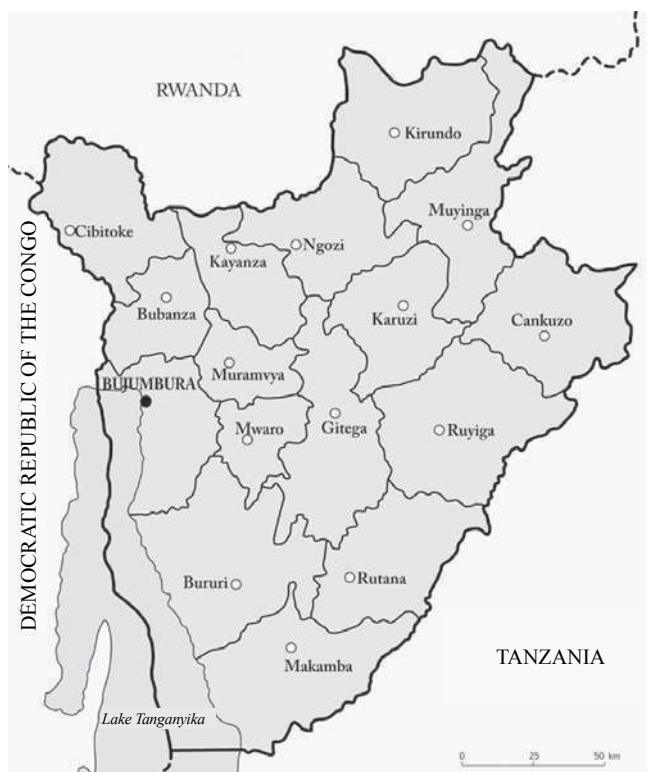 RWANDA
Kirundo
Muyinga
DEMOCRATIC REPUBLIC OF THE CONGO
Cibitoke
Ngozi
Kayanza
Bubanza
Karuzi
Cankuzo
Muramvya
BUJUMBURA
Mwaro
Gitega
Ruyiga
Bururi
Rutana
Makamba
TANZANIA
Lake Tanganyika
0 25 50 km